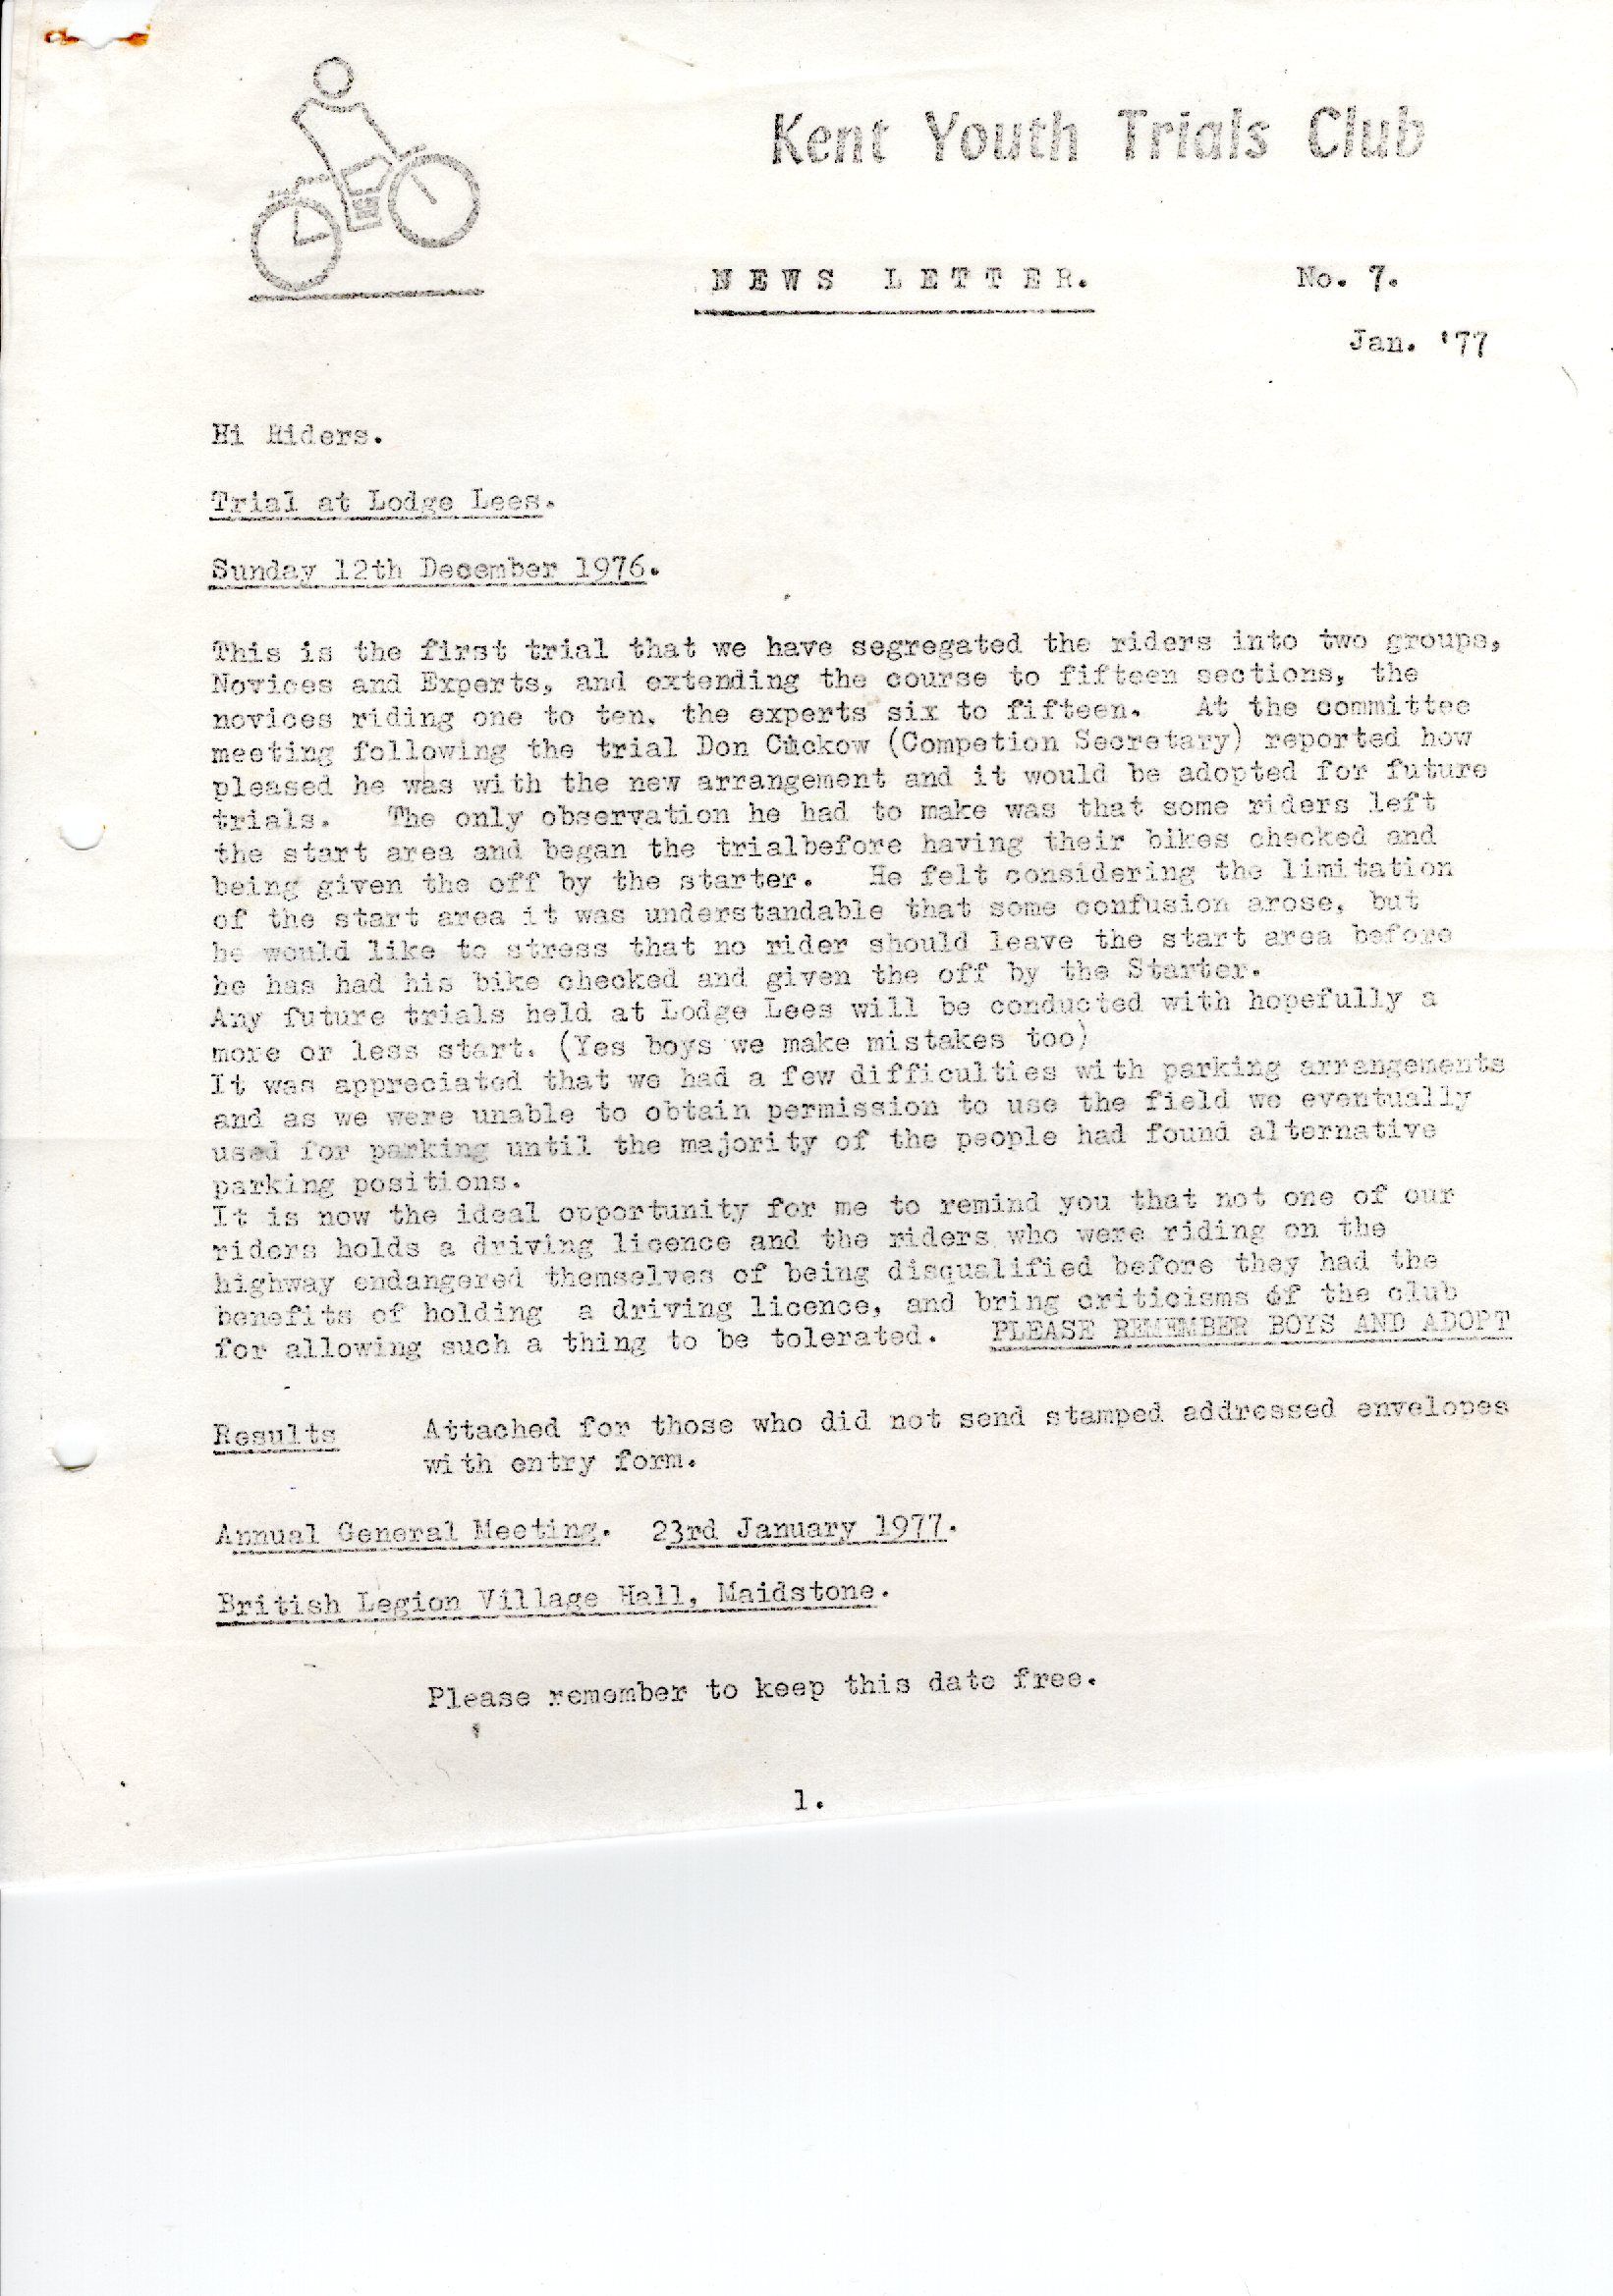 Kent Youth Trials Club
NEWS LETTER. No. 7.
Jan. '77
Hi Riders.
Trial at Lodge Lees.
Sunday 12th December 1976.
This is the first trial that we have segregated the riders into two groups,
Novices and Experts, and extending the course to fifteen sections, the
novices riding one to ten, the experts six to fifteen. At the committee
meeting following the trial Don Cuckow (Competion Secretary) reported how
pleased he was with the new arrangement and it would be adopted for future
trials. The only observation he had to make was that some riders left
the start area and began the trialbefore having their bikes checked and
being given the off by the starter. He felt considering the limitation
of the start area it was understandable that some confusion arose, but
he would like to stress that no rider should leave the start area before
he has had his bike checked and given the off by the Starter.
Any future trials held at Lodge Lees will be conducted with hopefully a
more or less start. (Yes boys we make mistakes too)
It was appreciated that we had a few difficulties with parking arrangements
and as we were unable to obtain permission to use the field we eventually
used for parking until the majority of the people had found alternative
parking positions.
It is now the ideal opportunity for me to remind you that not one of our
riders holds a driving licence and the riders who were riding on the
highway endangered themselves of being disqualified before they had the
benefits of holding a driving licence, and bring criticisms of the club
for allowing such a thing to be tolerated. PLEASE REMEMBER BOYS AND ADOPT
Results Attached for those who did not send stamped addressed envelopes
with entry form.
Annual General Meeting. 23rd January 1977.
British Legion Village Hall, Maidstone.
Please remember to keep this date free.
1.